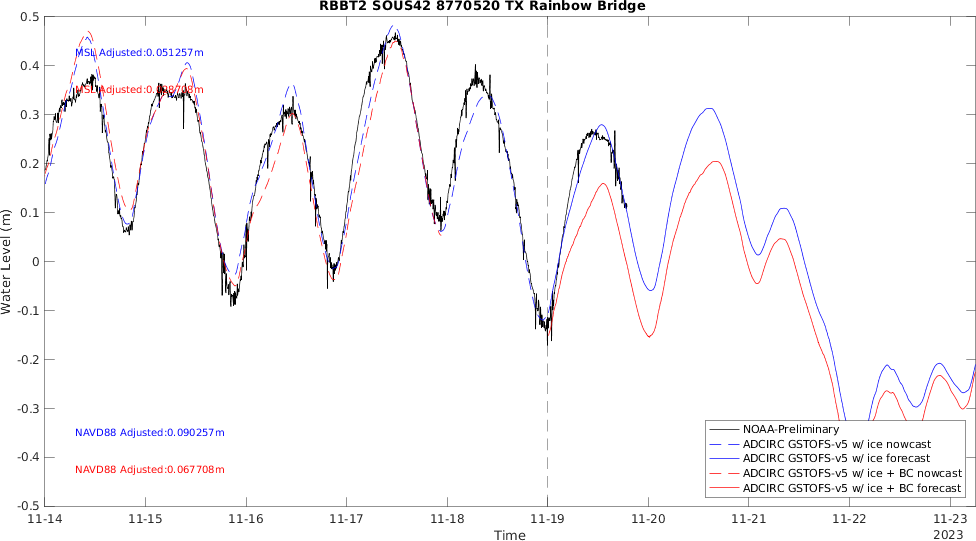 RBBT2 SOUS42 8770520 TX Rainbow Bridge
0.5
0.4
0.3
0.2
0.1
0
-0.1
-0.2
-0.3
-0.4
-0.5
Water Level (m)
MSL Adjusted:0.051257m
MSL Adjusted:
NAVD88 Adjusted:0.090257m
NAVD88 Adjusted:0.067708m
NOAA-Preliminary
ADCIRC GSTOFS-v5 w/ ice nowcast
ADCIRC GSTOFS-v5 w/ ice forecast
ADCIRC GSTOFS-v5 w/ ice + BC nowcast
ADCIRC GSTOFS-v5 w/ ice + BC forecast
11-14 11-15 11-16 11-17 11-18 11-19 11-20 11-21 11-22 11-23
Time
2023